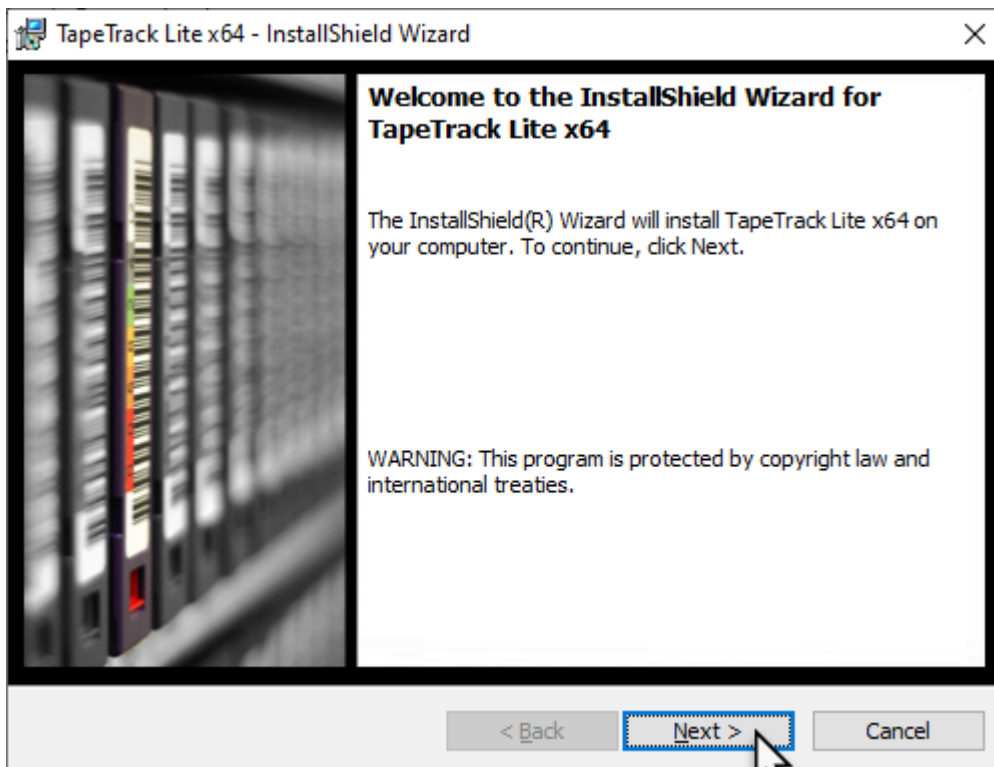 TapeTrack Lite x64 - InstallShield Wizard
Welcome to the InstallShield Wizard for
TapeTrack Lite x64
The InstallShield(R) Wizard will install TapeTrack Lite x64 on
your computer. To continue, click Next.
WARNING: This program is protected by copyright law and
international treaties.
< Back Next > Cancel